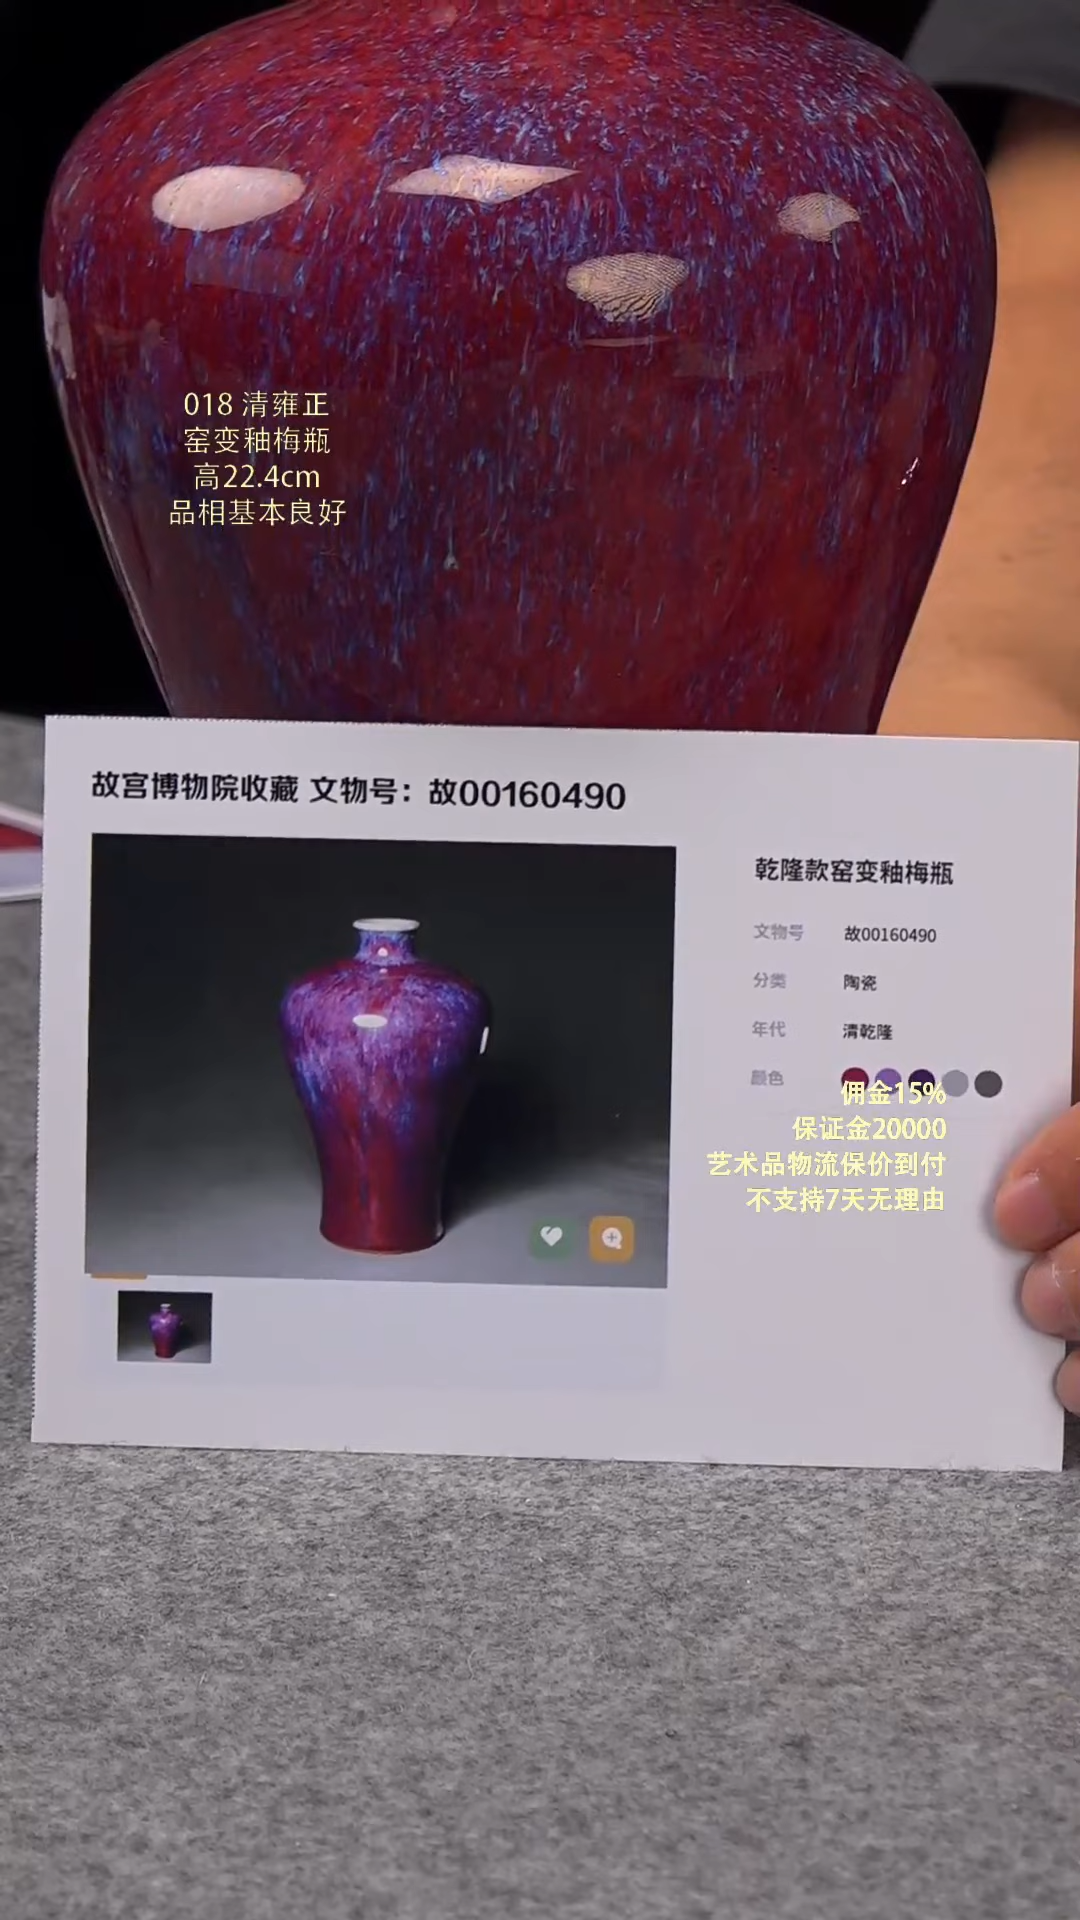 018 清雍正
窑变釉梅瓶
高22.4cm
品相基本良好
故宫博物院收藏 文物号：故00160490
乾隆款窑变釉梅瓶
文物号 故00160490
分类 陶瓷
年代 清乾隆
颜色
佣金15%
保证金20000
艺术品物流保价到付
不支持7天无理由